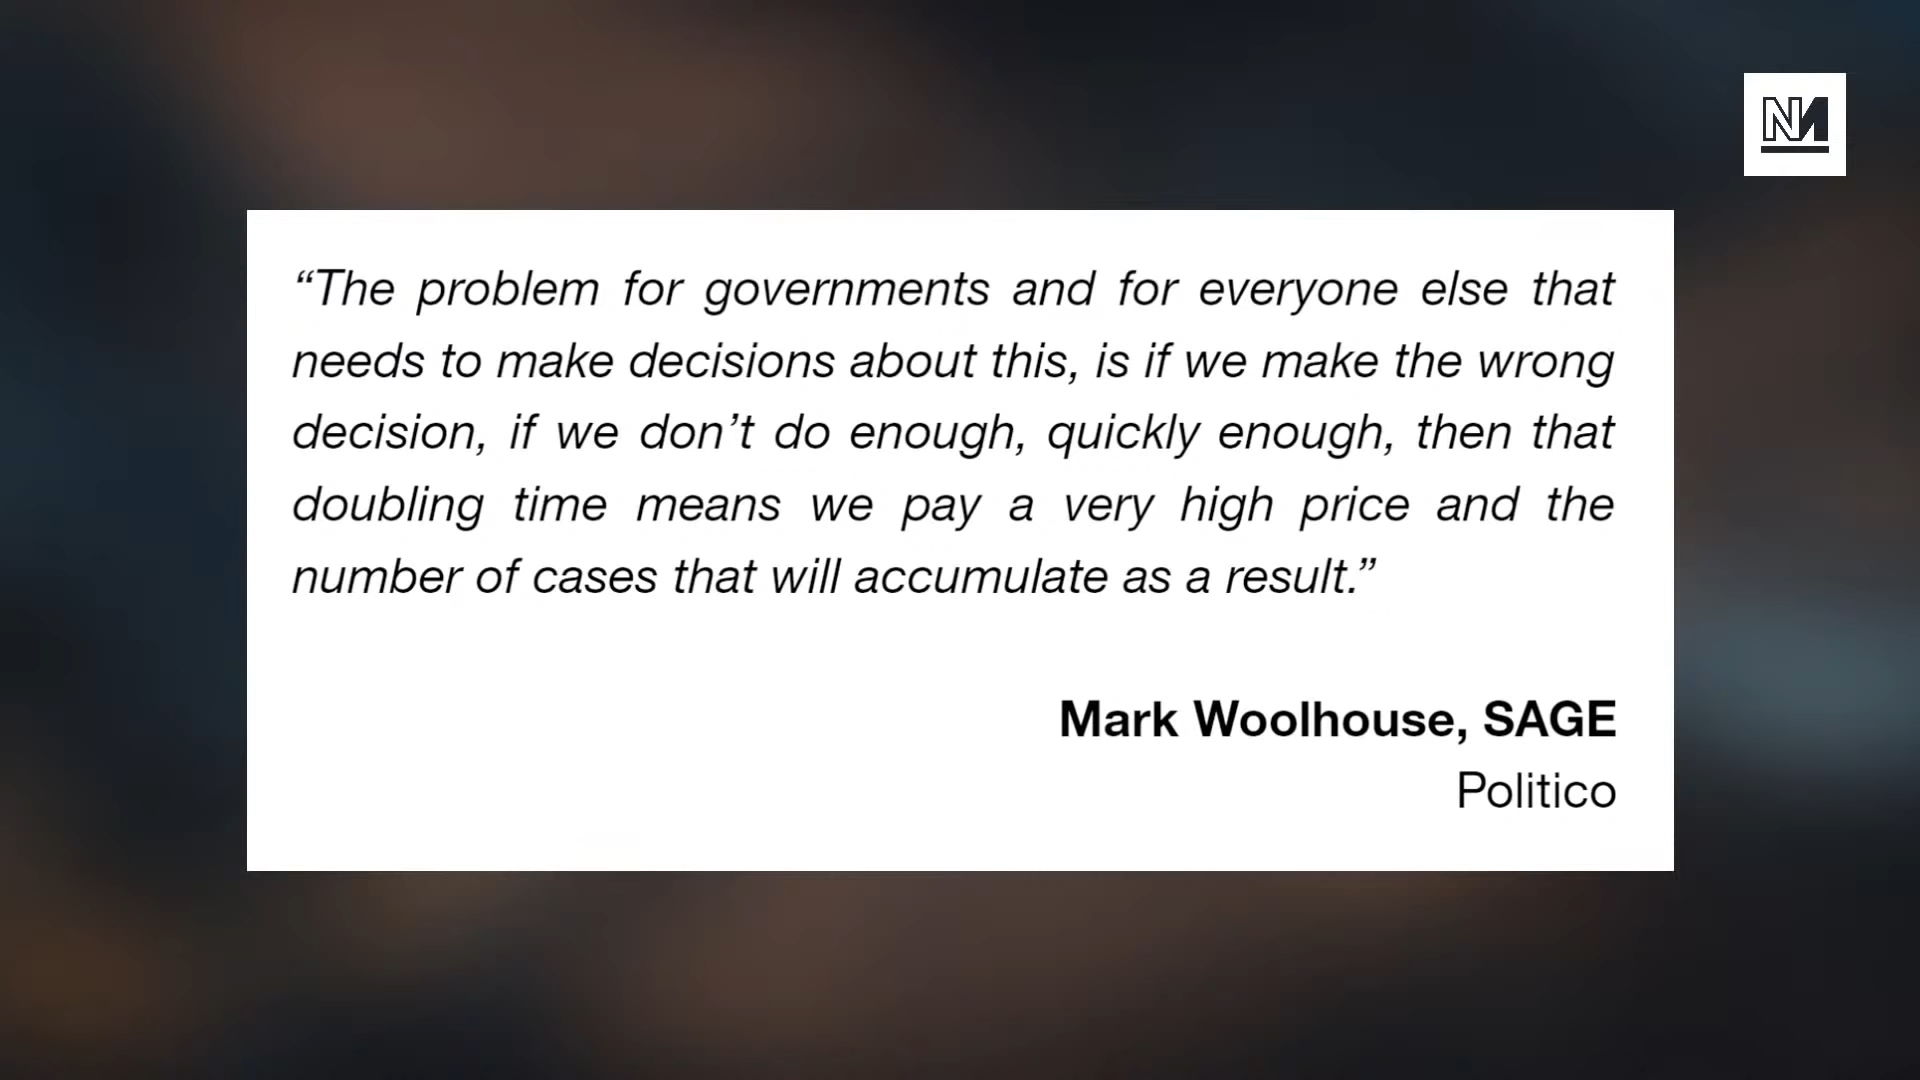 NM
“The problem for governments and for everyone else that
needs to make decisions about this, is if we make the wrong
decision, if we don’t do enough, quickly enough, then that
doubling time means we pay a very high price and the
number of cases that will accumulate as a result.”
Mark Woolhouse, SAGE
Politico